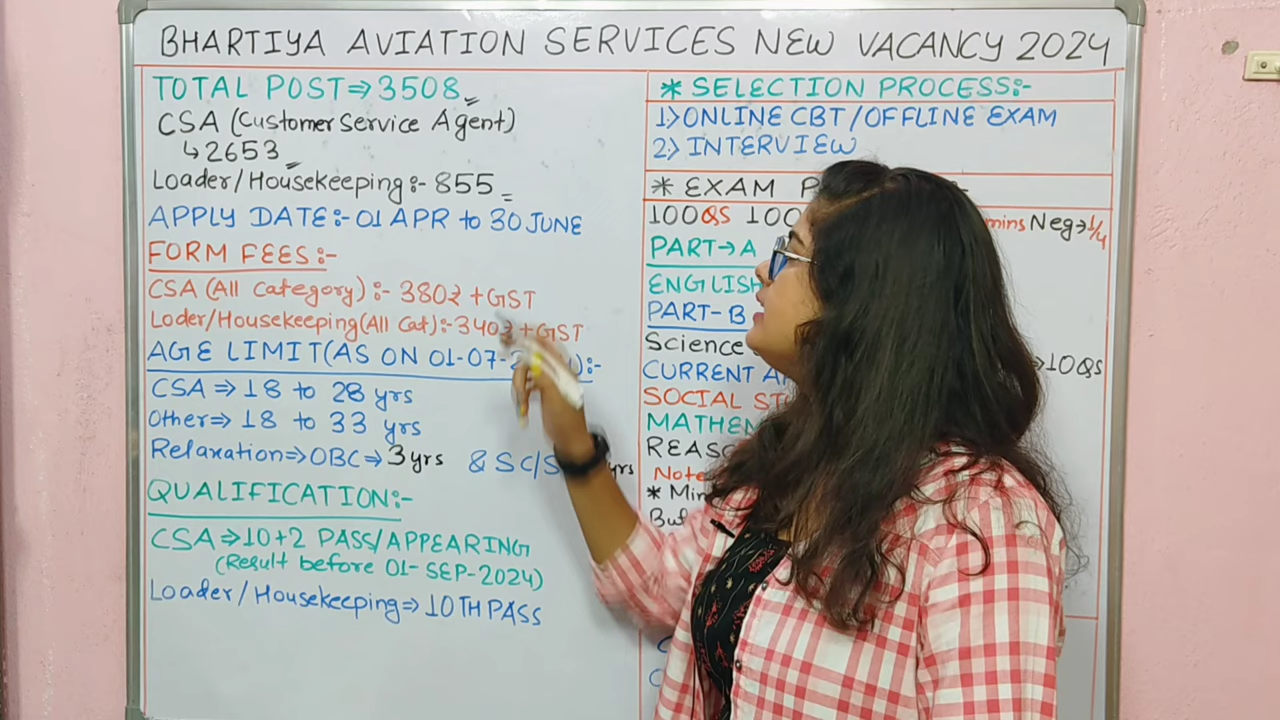 BHARTIYA AVIATION SERVICES NEW VACANCY 2024
TOTAL POST⇒3508
CSA (Customer Service Agent)
↳2653
Loader/Housekeeping:- 855
APPLY DATE:- 01 APR to 30 JUNE
FORM FEES:-
CSA (All Category):- 380₹ +GST
Loder/Housekeeping(All Cat):-340₹ +GST
AGE LIMIT(AS ON 01-07-
CSA⇒18 to 28 yrs
Other⇒18 to 33 yrs
Relaxation⇒OBC⇒3yrs & SC/S yrs
QUALIFICATION:-
CSA⇒10+2 PASS/APPEARING
(Result before 01-SEP-2024)
Loader/Housekeeping⇒10TH PASS
* SELECTION PROCESS:-
1) ONLINE CBT/OFFLINE EXAM
2) INTERVIEW
* EXAM
100QS 100 mins Neg→1/4
PART→A
ENGLISH
PART-B
Science →10QS
CURRENT
SOCIAL
Note
*